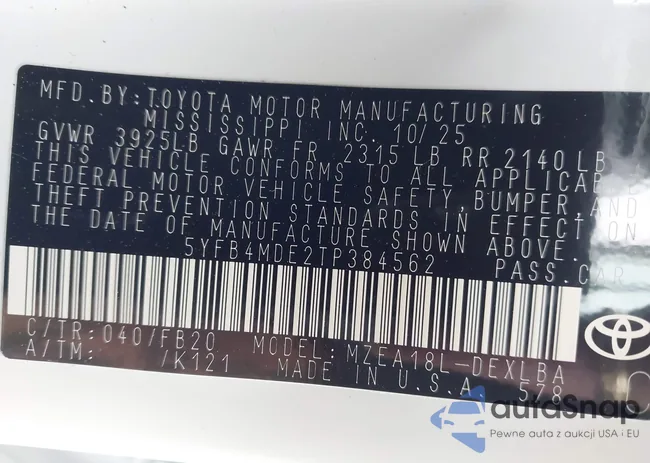 MFD. BY: TOYOTA MOTOR MANUFACTURING
MISSISSIPPI INC. 10/25
GVWR 3925LB GAWR FR 2315 LB RR 2140 LB
THIS VEHICLE CONFORMS TO ALL APPLICABLE
FEDERAL MOTOR VEHICLE SAFETY, BUMPER, AND
THEFT PREVENTION STANDARDS IN EFFECT ON
THE DATE OF MANUFACTURE SHOWN ABOVE.
5YFB4MDE2TP384562 PASS. CAR
C/TR: 040/FB20 MODEL: MZEA18L-DEXLBA
A/TM: /K121 MADE IN U.S.A. 578
C
autoSnap
Pewne auta z aukcji USA i EU